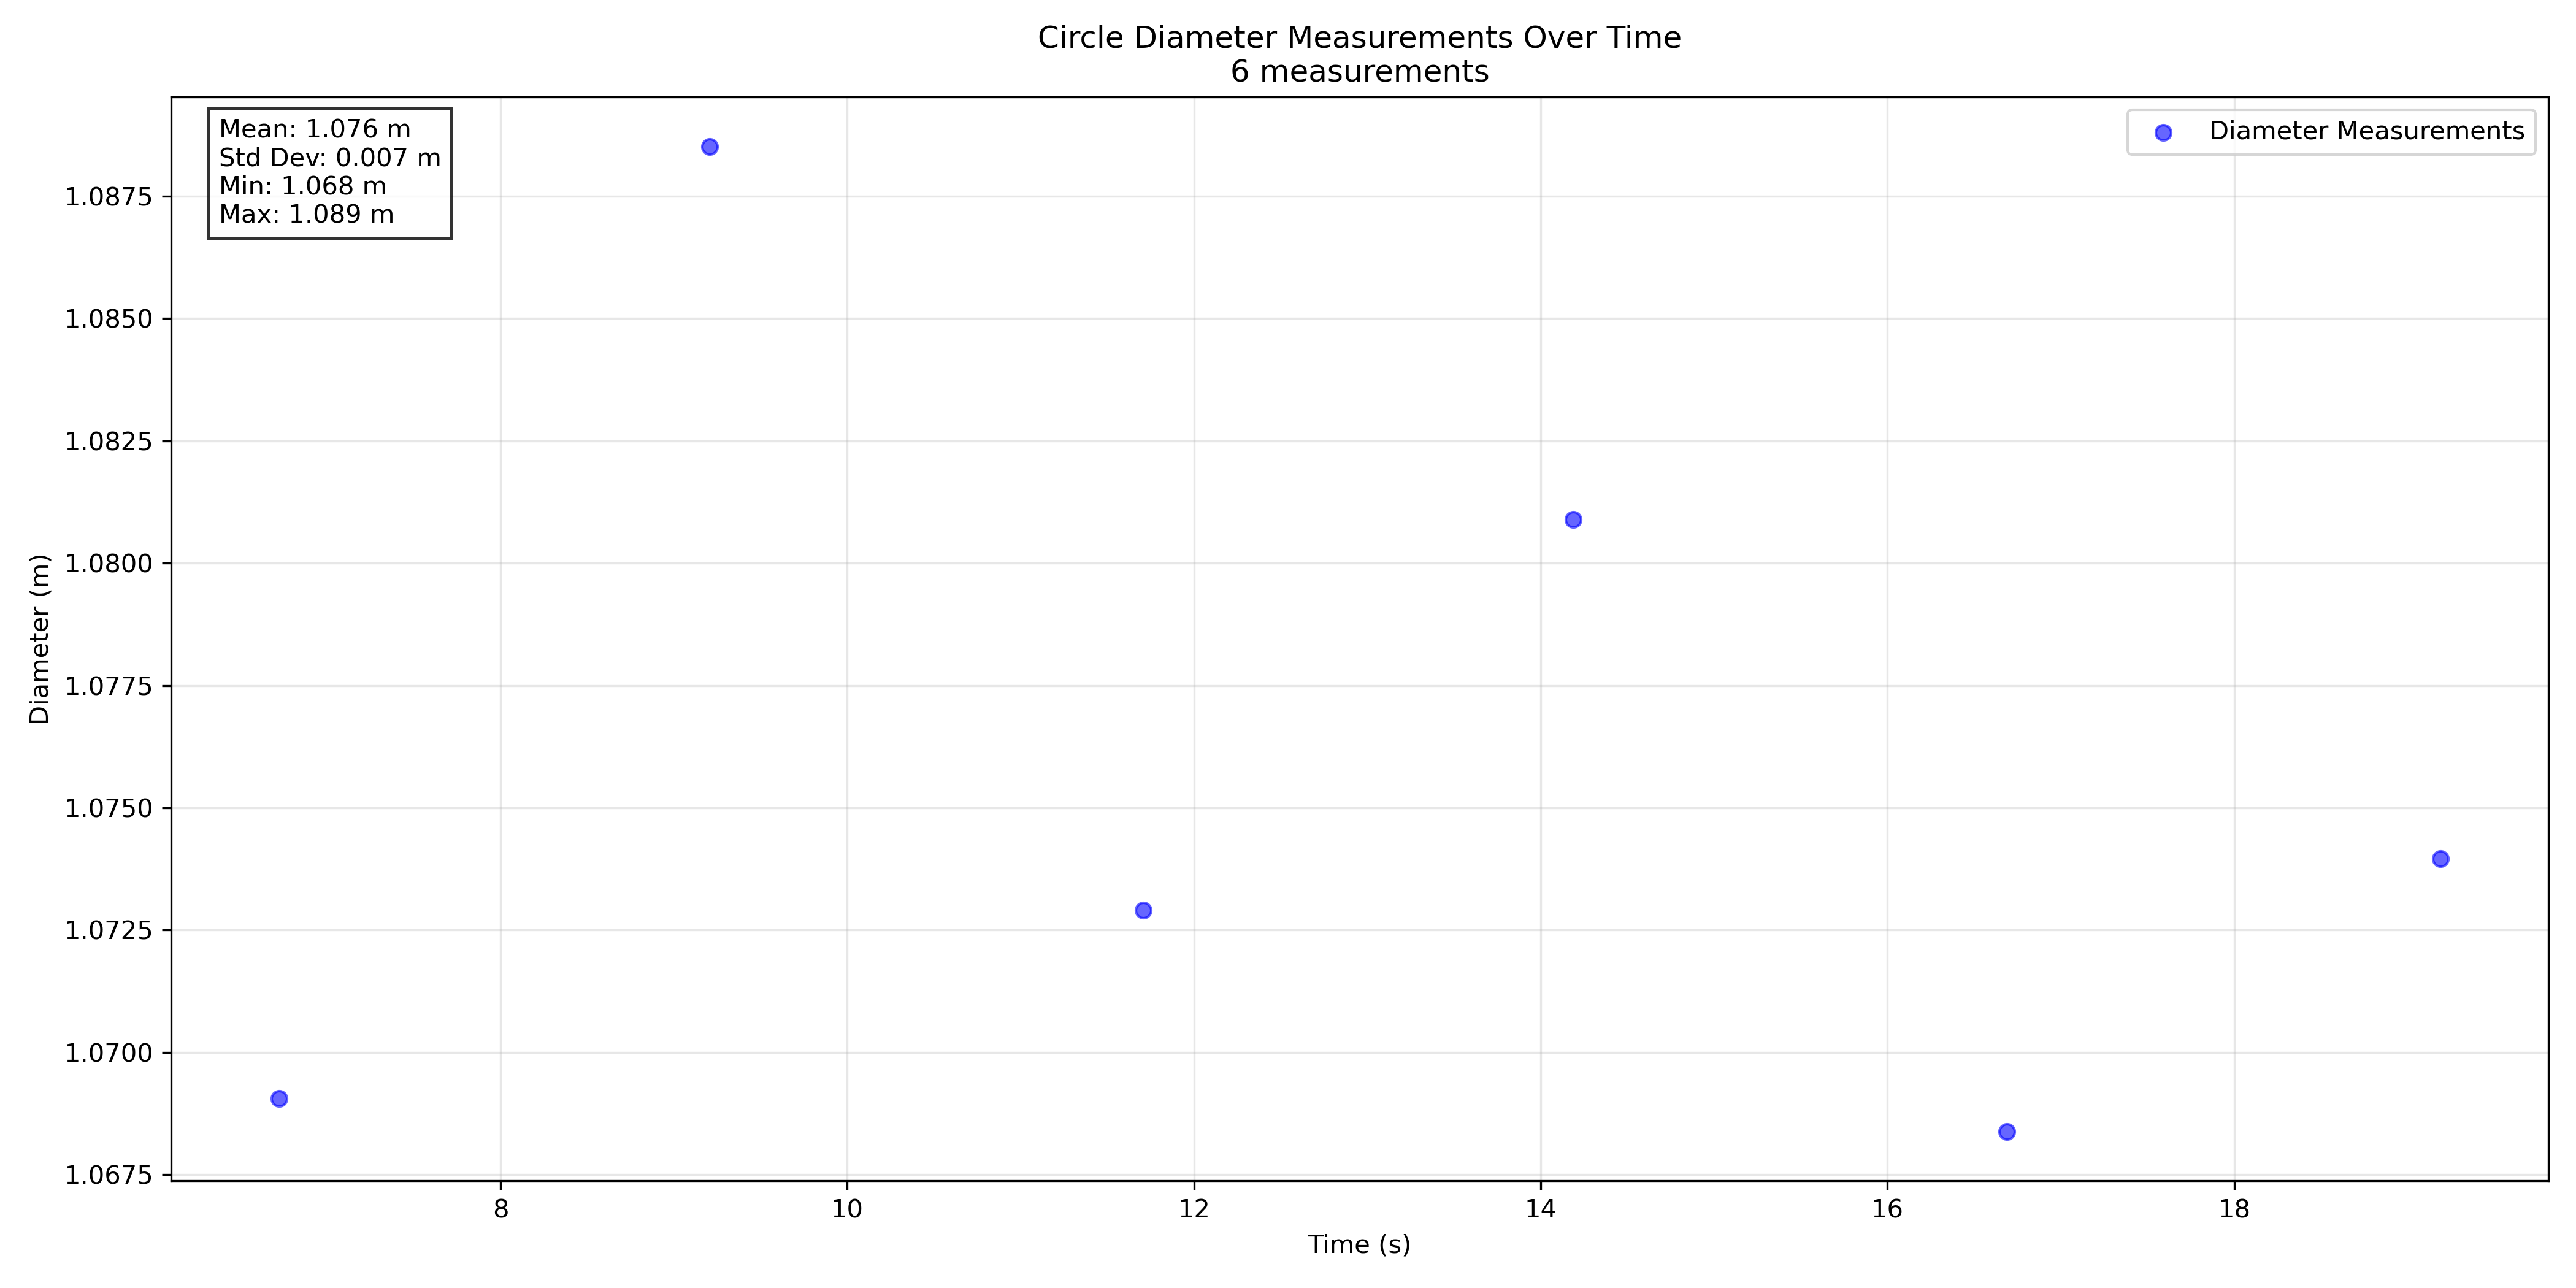 Circle Diameter Measurements Over Time
6 measurements
Mean: 1.076 m
Std Dev: 0.007 m
Min: 1.068 m
Max: 1.089 m
Diameter Measurements
Diameter (m)
1.0875
1.0850
1.0825
1.0800
1.0775
1.0750
1.0725
1.0700
1.0675
8 10 12 14 16 18
Time (s)